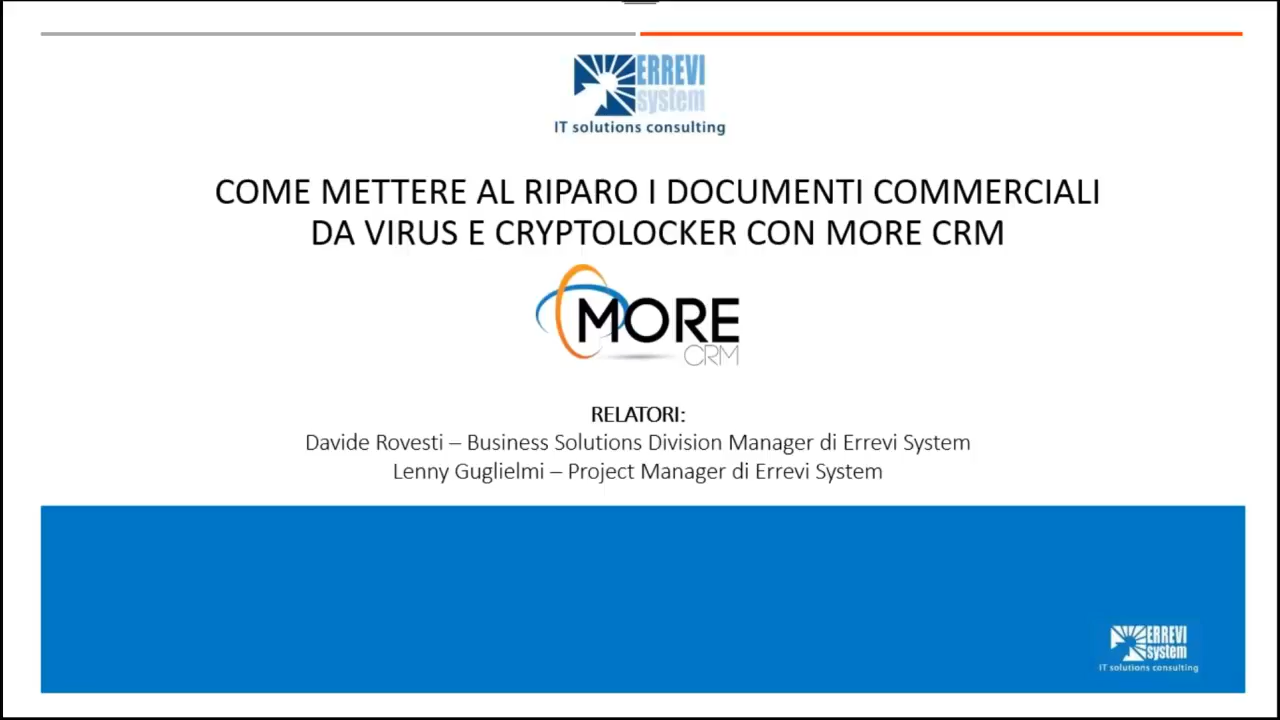 ERREVI
system
IT solutions consulting
COME METTERE AL RIPARO I DOCUMENTI COMMERCIALI
DA VIRUS E CRYPTOLOCKER CON MORE CRM
MORE
CRM
RELATORI:
Davide Rovesti – Business Solutions Division Manager di Errevi System
Lenny Guglielmi – Project Manager di Errevi System
ERREVI
system
IT solutions consulting